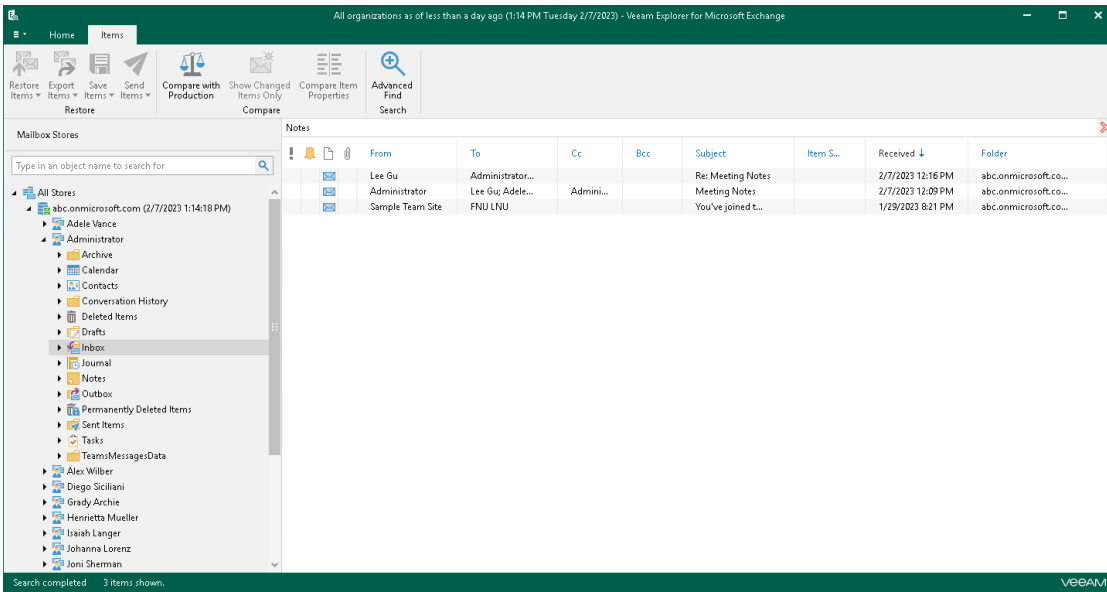 All organizations as of less than a day ago (1:14 PM Tuesday 2/7/2023) - Veeam Explorer for Microsoft Exchange
Home Items
Restore Items Export Items Save Items Send Items Compare with Production Show Changed Items Only Compare Item Properties Advanced Find
Restore Compare Search
Mailbox Stores
Type in an object name to search for
All Stores
abc.onmicrosoft.com (2/7/2023 1:14:18 PM)
Adele Vance
Administrator
Archive
Calendar
Contacts
Conversation History
Deleted Items
Drafts
Inbox
Journal
Notes
Outbox
Permanently Deleted Items
Sent Items
Tasks
TeamsMessagesData
Alex Wilber
Diego Siciliani
Grady Archie
Henrietta Mueller
Isaiah Langer
Johanna Lorenz
Joni Sherman
Notes
From To Cc Bcc Subject Item S... Received ↓ Folder
Lee Gu Administrator... Re: Meeting Notes 2/7/2023 12:16 PM abc.onmicrosoft.co...
Administrator Lee Gu; Adele... Admini... Meeting Notes 2/7/2023 12:09 PM abc.onmicrosoft.co...
Sample Team Site FNU LNU You've joined t... 1/29/2023 8:21 PM abc.onmicrosoft.co...
Search completed 3 items shown. veeam